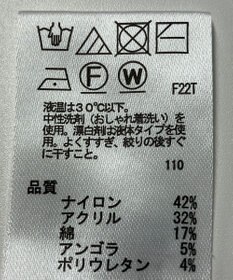 F W F22T
液温は30℃以下。
中性洗剤(おしゃれ着洗い)を
使用。漂白剤は液体タイプを使
用。よくすすぎ、絞りの後すぐ
に干すこと。
110
品質
ナイロン 42%
アクリル 32%
綿 17%
アンゴラ 5%
ポリウレタン 4%